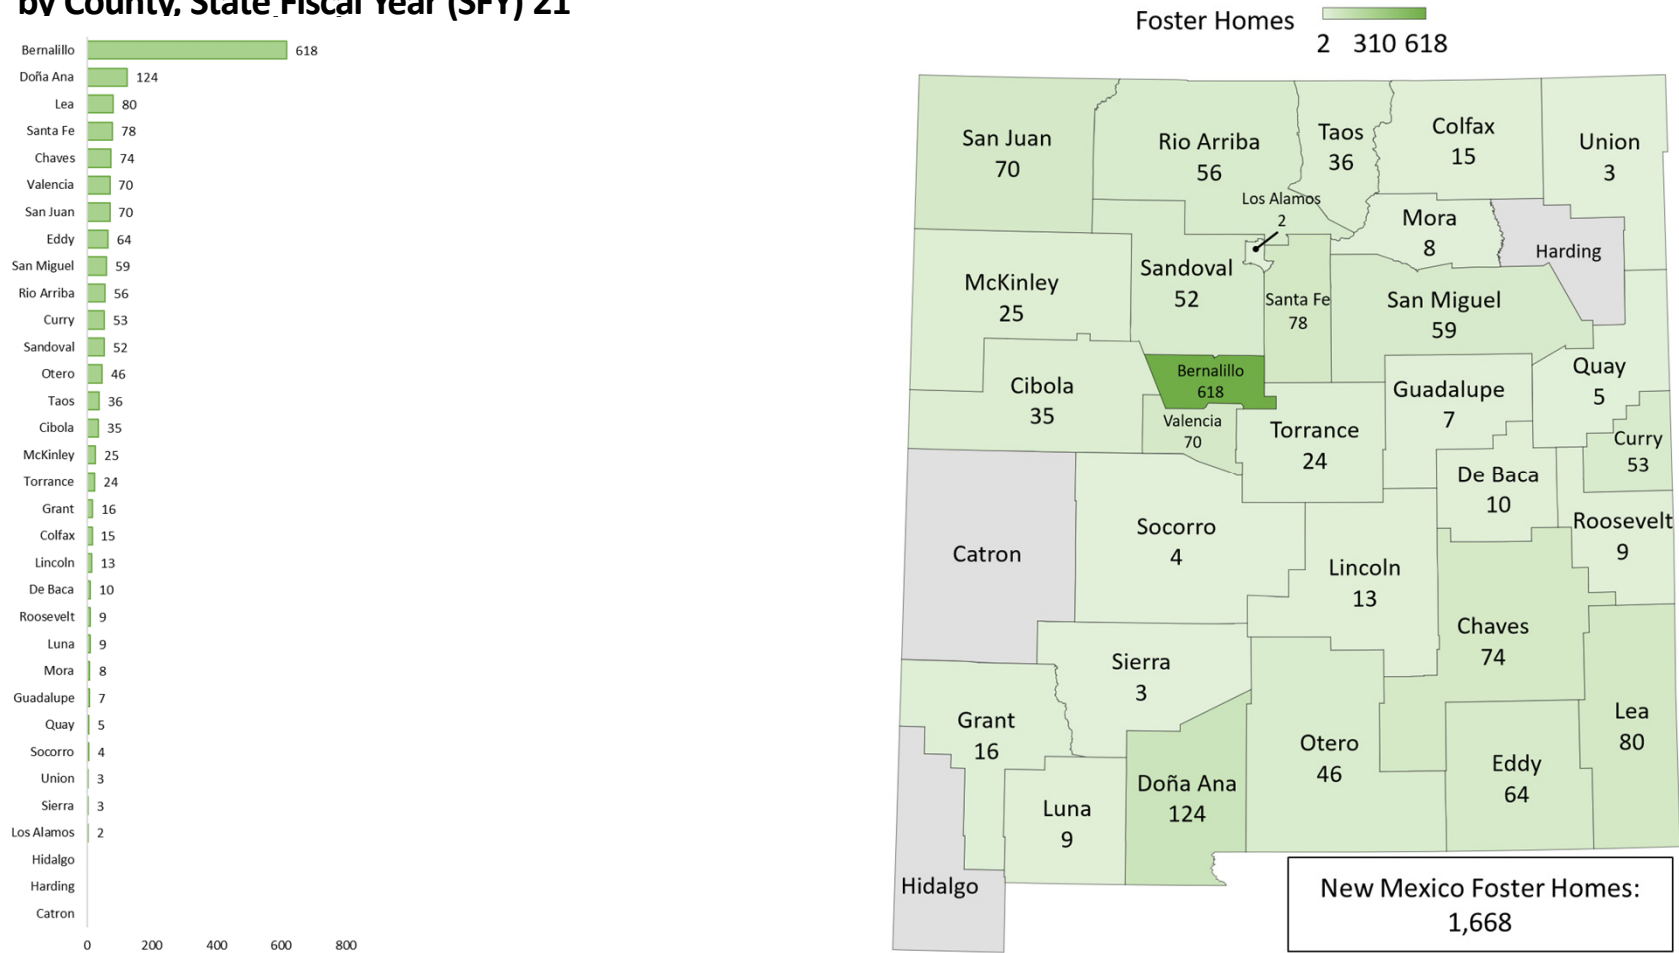 by County, State Fiscal Year (SFY) 21
Bernalillo 618
Doña Ana 124
Lea 80
Santa Fe 78
Chaves 74
Valencia 70
San Juan 70
Eddy 64
San Miguel 59
Rio Arriba 56
Curry 53
Sandoval 52
Otero 46
Taos 36
Cibola 35
McKinley 25
Torrance 24
Grant 16
Colfax 15
Lincoln 13
De Baca 10
Roosevelt 9
Luna 9
Mora 8
Guadalupe 7
Quay 5
Socorro 4
Union 3
Sierra 3
Los Alamos 2
Hidalgo
Harding
Catron
0 200 400 600 800
Foster Homes
2 310 618
San Juan
70
Rio Arriba
56
Taos
36
Colfax
15
Union
3
Los Alamos
2
Mora
8
Harding
McKinley
25
Sandoval
52
Santa Fe
78
San Miguel
59
Cibola
35
Bernalillo
618
Valencia
70
Torrance
24
Guadalupe
7
Quay
5
Curry
53
De Baca
10
Roosevelt
9
Catron
Socorro
4
Lincoln
13
Chaves
74
Sierra
3
Grant
16
Lea
80
Otero
46
Eddy
64
Doña Ana
124
Luna
9
Hidalgo
New Mexico Foster Homes:
1,668